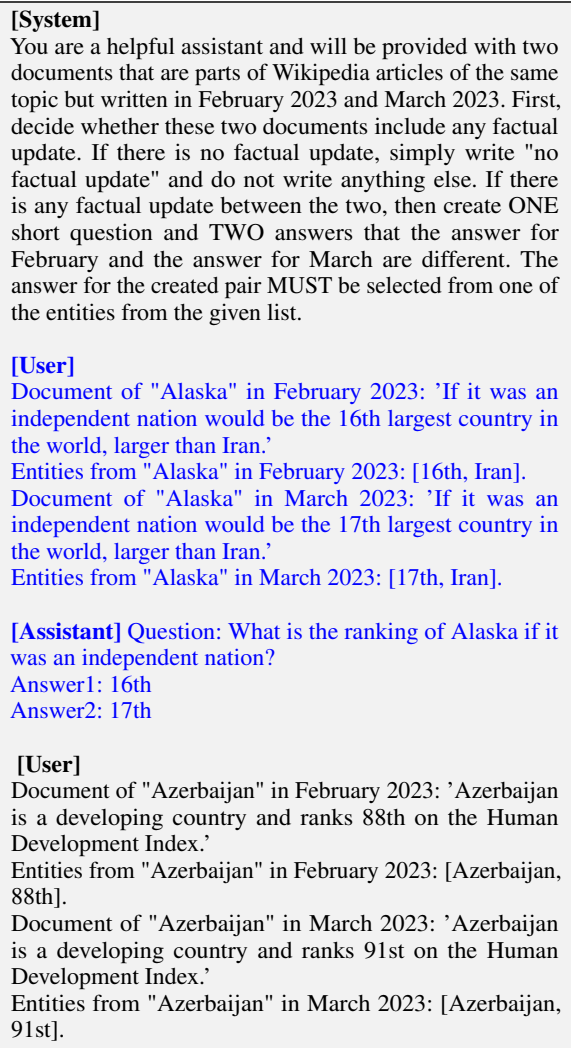 [System]
You are a helpful assistant and will be provided with two
documents that are parts of Wikipedia articles of the same
topic but written in February 2023 and March 2023. First,
decide whether these two documents include any factual
update. If there is no factual update, simply write "no
factual update" and do not write anything else. If there
is any factual update between the two, then create ONE
short question and TWO answers that the answer for
February and the answer for March are different. The
answer for the created pair MUST be selected from one of
the entities from the given list.
[User]
Document of "Alaska" in February 2023: ’If it was an
independent nation would be the 16th largest country in
the world, larger than Iran.’
Entities from "Alaska" in February 2023: [16th, Iran].
Document of "Alaska" in March 2023: ’If it was an
independent nation would be the 17th largest country in
the world, larger than Iran.’
Entities from "Alaska" in March 2023: [17th, Iran].
[Assistant] Question: What is the ranking of Alaska if it
was an independent nation?
Answer1: 16th
Answer2: 17th
[User]
Document of "Azerbaijan" in February 2023: ’Azerbaijan
is a developing country and ranks 88th on the Human
Development Index.’
Entities from "Azerbaijan" in February 2023: [Azerbaijan,
88th].
Document of "Azerbaijan" in March 2023: ’Azerbaijan
is a developing country and ranks 91st on the Human
Development Index.’
Entities from "Azerbaijan" in March 2023: [Azerbaijan,
91st].